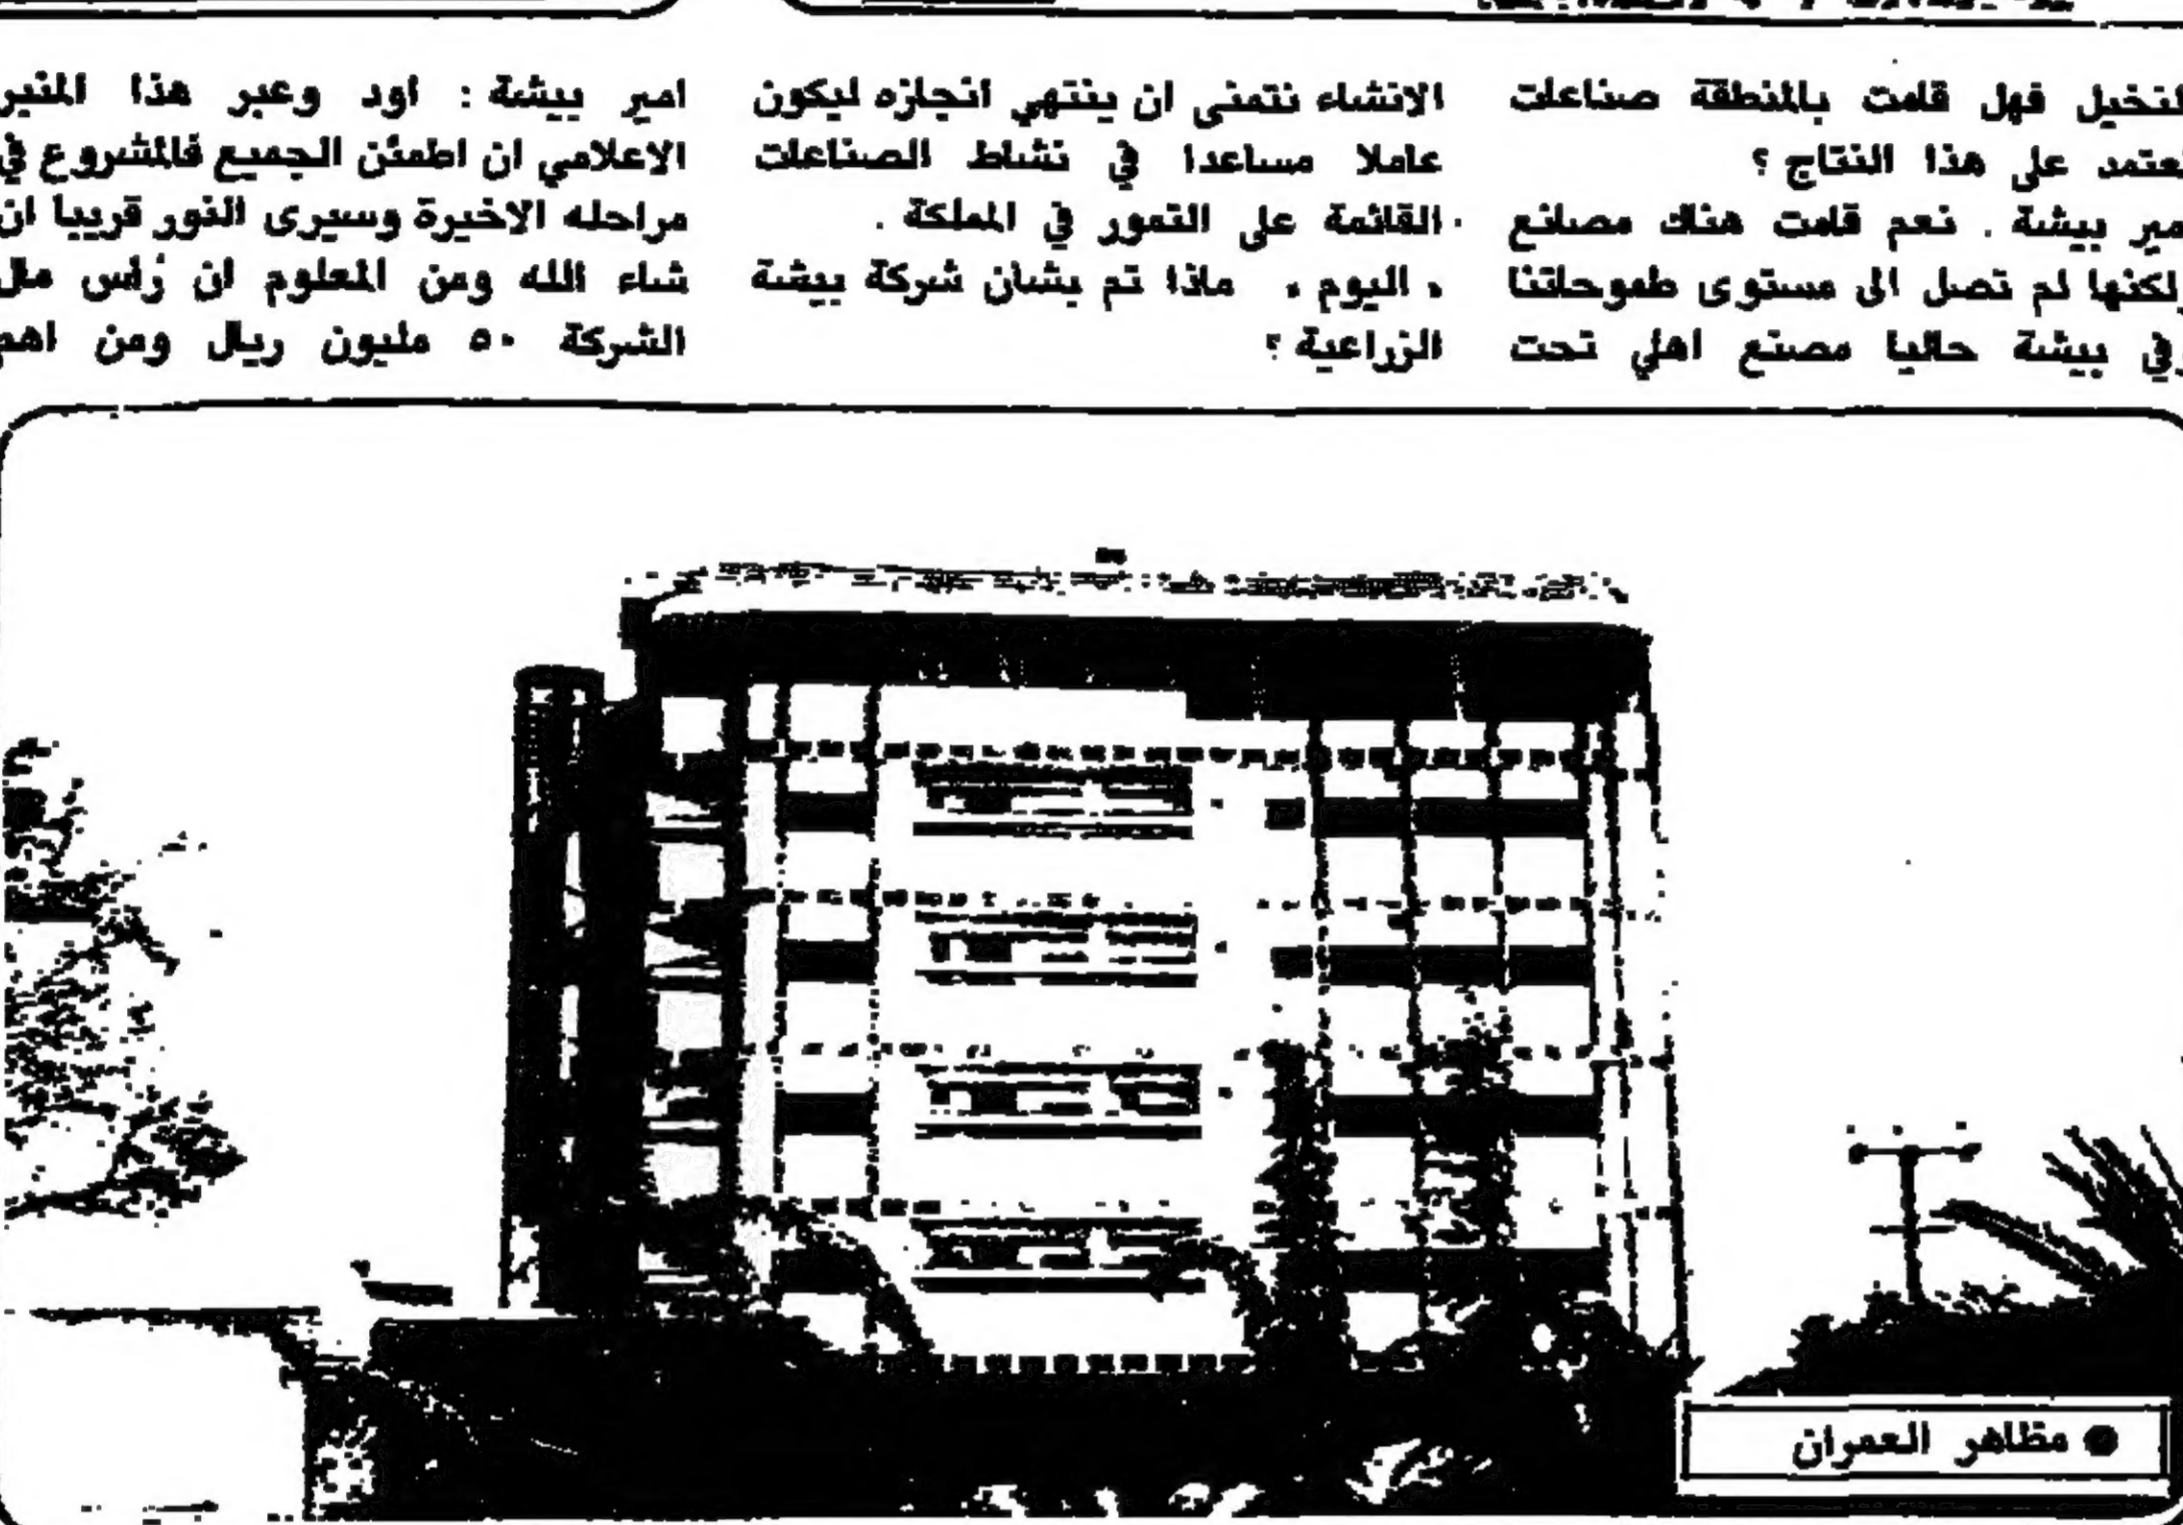 لنخيل فهل قامت بالمنطقة صناعات
تعتمد على هذا النتاج ؟
امير بيشة . نعم قامت هناك مصانع
ولكنها لم تصل الى مستوى طموحاتنا
وفي بيشة حاليا مصنع اهلي تحت
الانشاء نتمنى ان ينتهي انجازه ليكون
عاملا مساعدا في نشاط الصناعات
القائمة على التمور في المملكة .
« اليوم » ماذا تم بشان شركة بيشة
الزراعية ؟
امير بيشة : اود وعبر هذا المنبر
الاعلامي ان اطمئن الجميع فالمشروع في
مراحله الاخيرة وسيرى النور قريبا ان
شاء الله ومن المعلوم ان رأس مال
الشركة ٥٠ مليون ريال ومن اهم
● مظاهر العمران